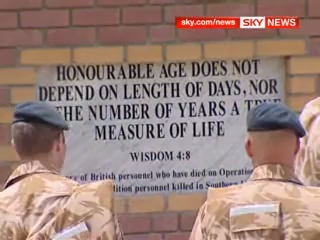 sky.com/news sky NEWS
HONOURABLE AGE DOES NOT
DEPEND ON LENGTH OF DAYS, NOR
THE NUMBER OF YEARS A TRUE
MEASURE OF LIFE
WISDOM 4:8
of British personnel who have died on Operation
personnel killed in Southern